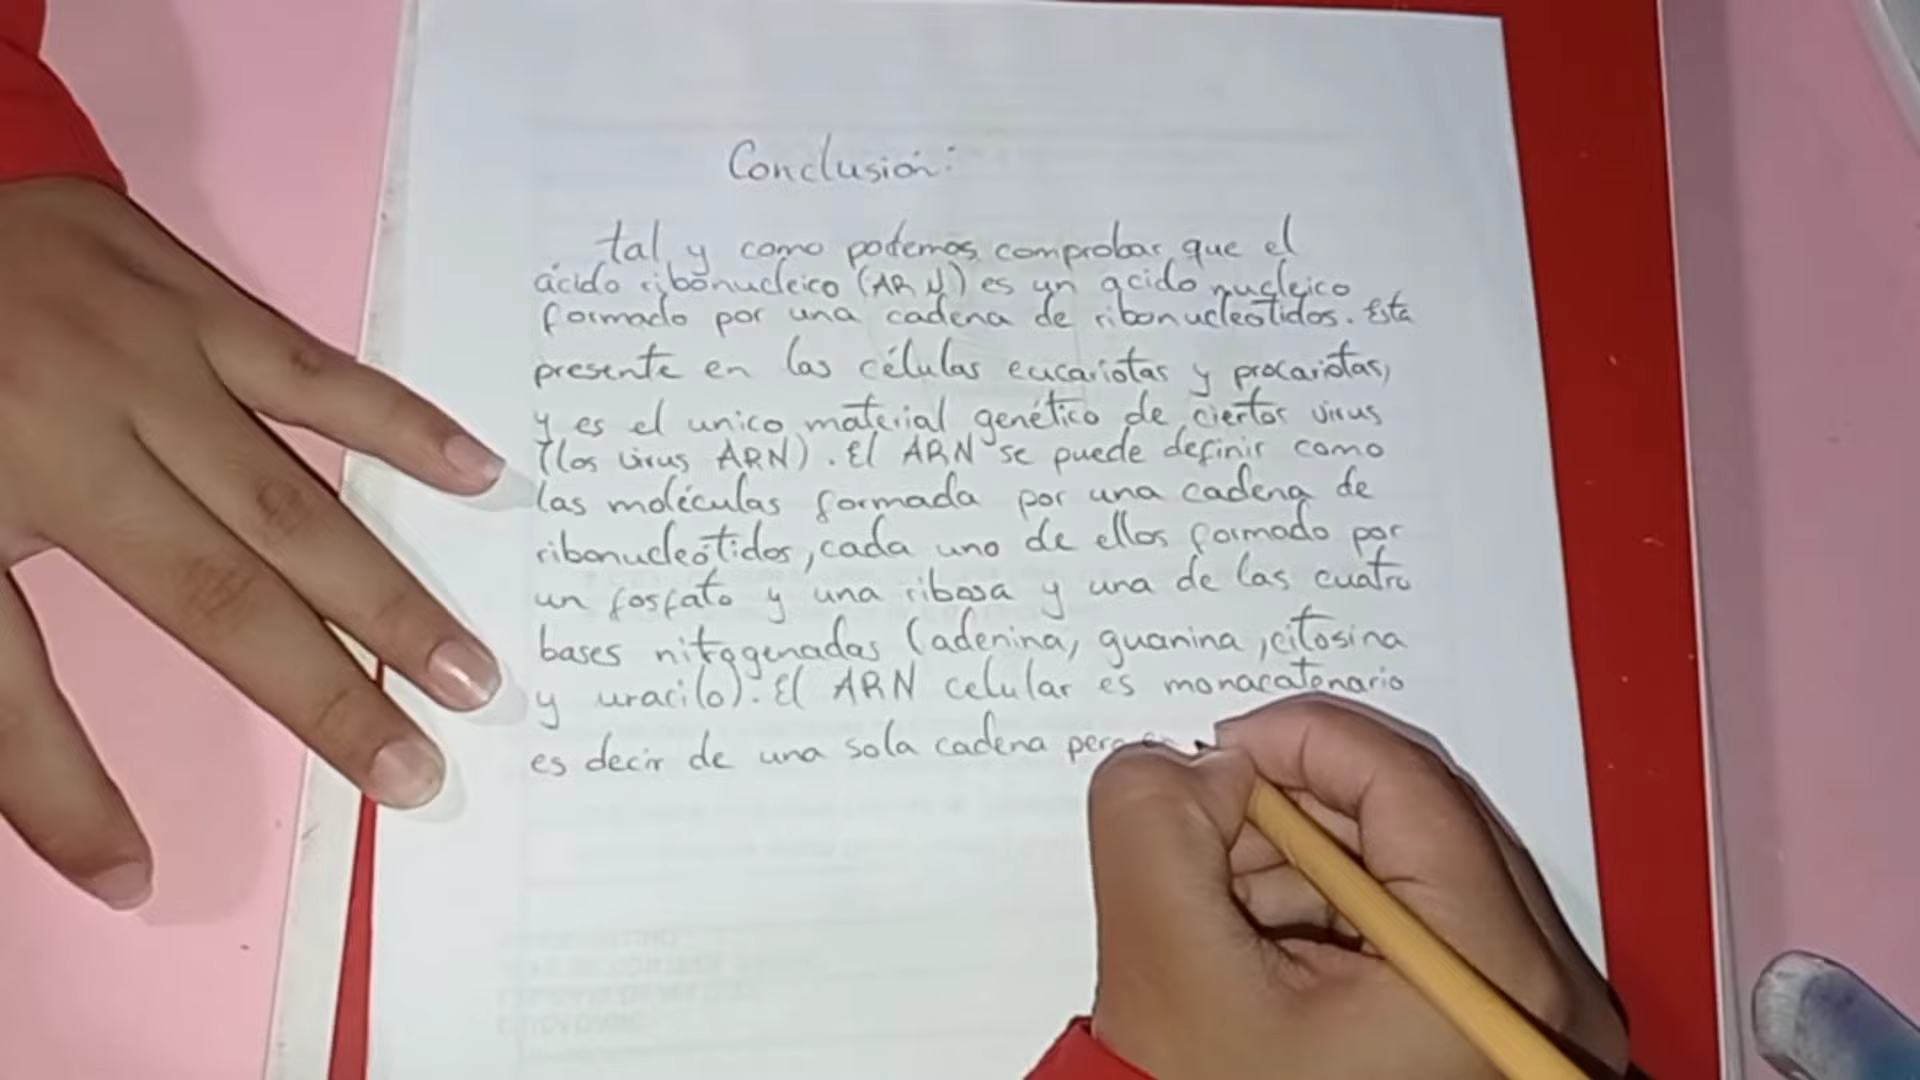 Conclusión:
tal y como podemos comprobar que el
ácido ribonucleico (ARN) es un acido nucleico
formado por una cadena de ribonucleotidos. Esta
presente en las células eucariotas y procariotas,
y es el unico material genético de ciertos virus
(los virus ARN). El ARN se puede definir como
las moléculas formada por una cadena de
ribonucleótidos, cada uno de ellos formado por
un fosfato y una ribosa y una de las cuatro
bases nitrogenadas (adenina, guanina, citosina
y uracilo). El ARN celular es monocatenario
es decir de una sola cadena pero